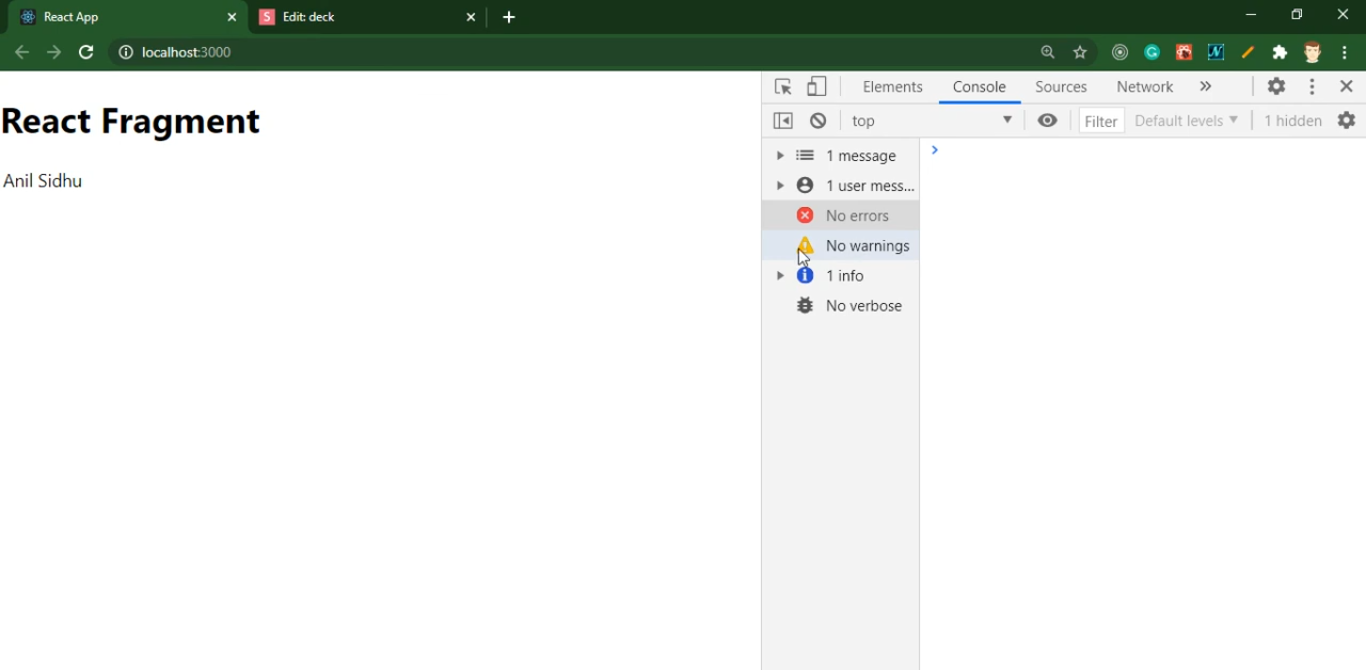 React App
S Edit: deck
localhost:3000
React Fragment
Anil Sidhu
Elements Console Sources Network
top Filter Default levels 1 hidden
1 message
1 user mess...
No errors
No warnings
1 info
No verbose